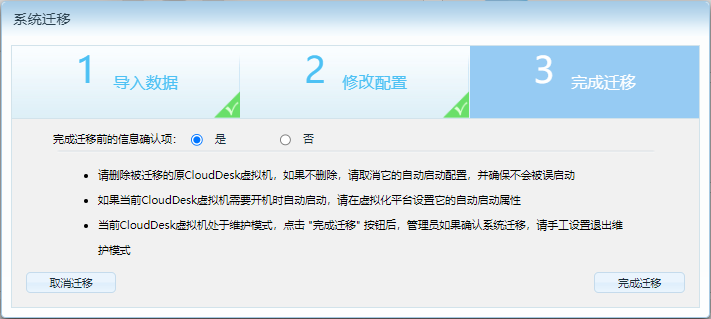 系统迁移
1 导入数据
2 修改配置
3 完成迁移
完成迁移前的信息确认项： 是 否
请删除被迁移的原CloudDesk虚拟机，如果不删除，请取消它的自动启动配置，并确保不会被误启动
如果当前CloudDesk虚拟机需要开机时自动启动，请在虚拟化平台设置它的自动启动属性
当前CloudDesk虚拟机处于维护模式，点击 "完成迁移" 按钮后，管理员如果确认系统迁移，请手工设置退出维
护模式
取消迁移 完成迁移